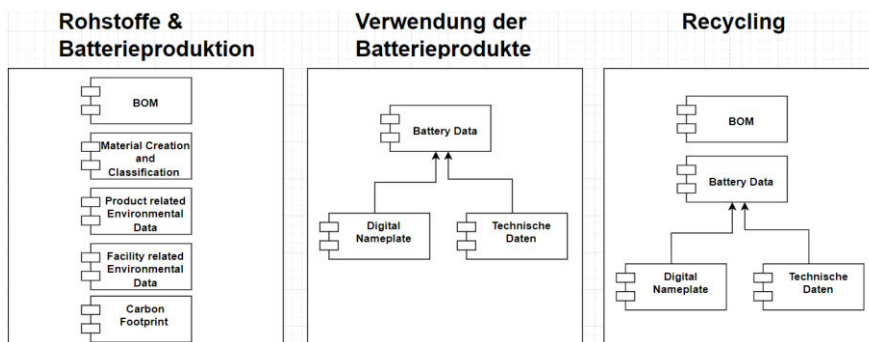 Rohstoffe &
Batterieproduktion
BOM
Material Creation
and
Classification
Product related
Environmental
Data
Facility related
Environmental
Data
Carbon
Footprint
Verwendung der
Batterieprodukte
Battery Data
Digital
Nameplate
Technische
Daten
Recycling
BOM
Battery Data
Digital
Nameplate
Technische
Daten